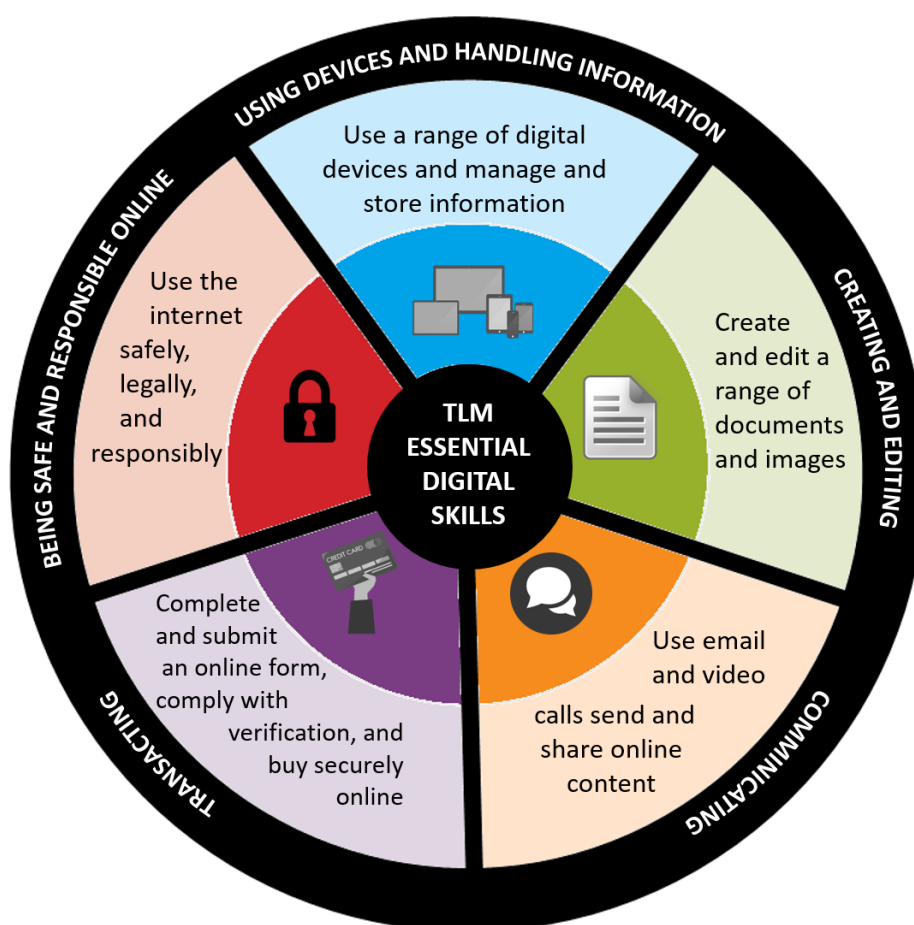 USING DEVICES AND HANDLING INFORMATION
Use a range of digital
devices and manage and
store information
CREATING AND EDITING
Create
and edit a
range of
documents
and images
COMMUNICATING
Use email
and video
calls send and
share online
content
TRANSACTING
Complete
and submit
an online form,
comply with
verification, and
buy securely
online
CREDIT CARD
BEING SAFE AND RESPONSIBLE ONLINE
Use the
internet
safely,
legally,
and
responsibly
TLM
ESSENTIAL
DIGITAL
SKILLS